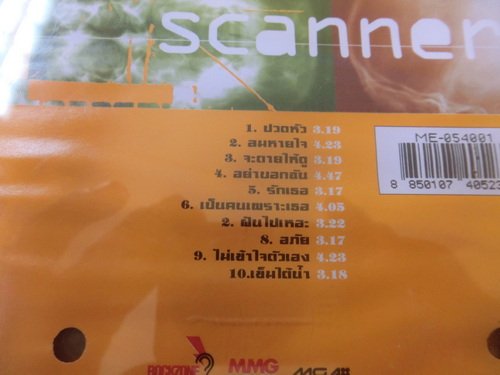 scanner
1. ปวดหัว 3.19
2. ลมหายใจ 4.23
3. จะตายให้ดู 3.19
4. อย่าบอกฉัน 4.47
5. รักเธอ 3.17
6. เป็นคนเพราะเธอ 4.05
2. ฝันไปเหอะ 3.22
8. อภัย 3.17
9. ไม่เข้าใจตัวเอง 4.23
10.เข็มใต้น้ำ 3.18
ME-054001
8 850107 40523
ROCKZONE
MMG